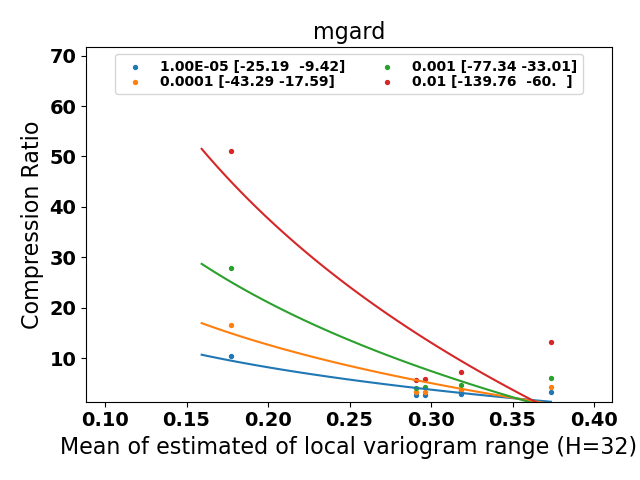 mgard
1.00E-05 [-25.19  -9.42]
0.0001 [-43.29 -17.59]
0.001 [-77.34 -33.01]
0.01 [-139.76  -60.  ]
Compression Ratio
70
60
50
40
30
20
10
0.10 0.15 0.20 0.25 0.30 0.35 0.40
Mean of estimated of local variogram range (H=32)